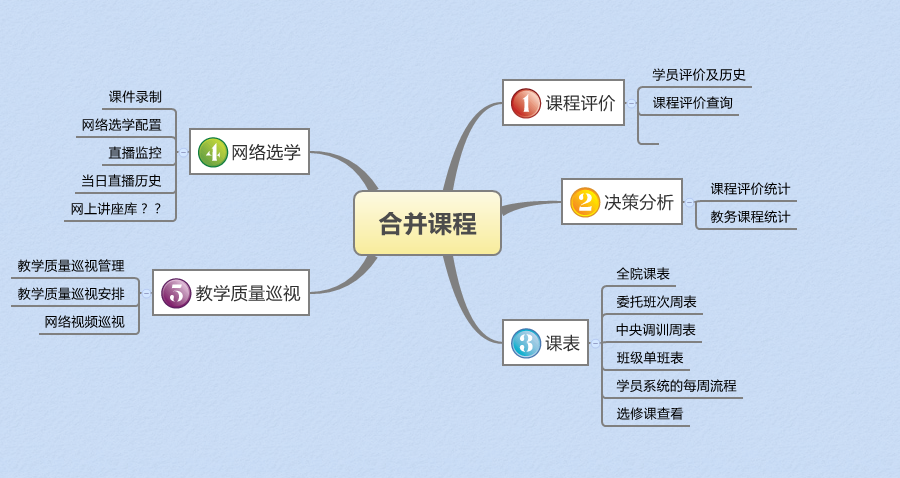 合并课程
1 课程评价
学员评价及历史
课程评价查询
2 决策分析
课程评价统计
教务课程统计
3 课表
全院课表
委托班次周表
中央调训周表
班级单班表
学员系统的每周流程
选修课查看
4 网络选学
课件录制
网络选学配置
直播监控
当日直播历史
网上讲座库？？
5 教学质量巡视
教学质量巡视管理
教学质量巡视安排
网络视频巡视